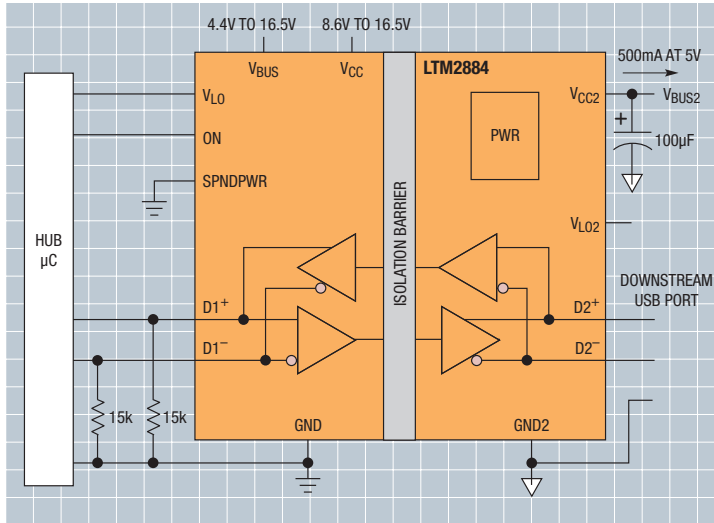 4.4V TO 16.5V
8.6V TO 16.5V
500mA AT 5V
VBUS
VCC
LTM2884
VLO
VCC2
VBUS2
+
ON
PWR
100µF
SPNDPWR
ISOLATION BARRIER
VLO2
HUB
µC
DOWNSTREAM
USB PORT
D1+
D2+
D1−
D2−
15k
15k
GND
GND2